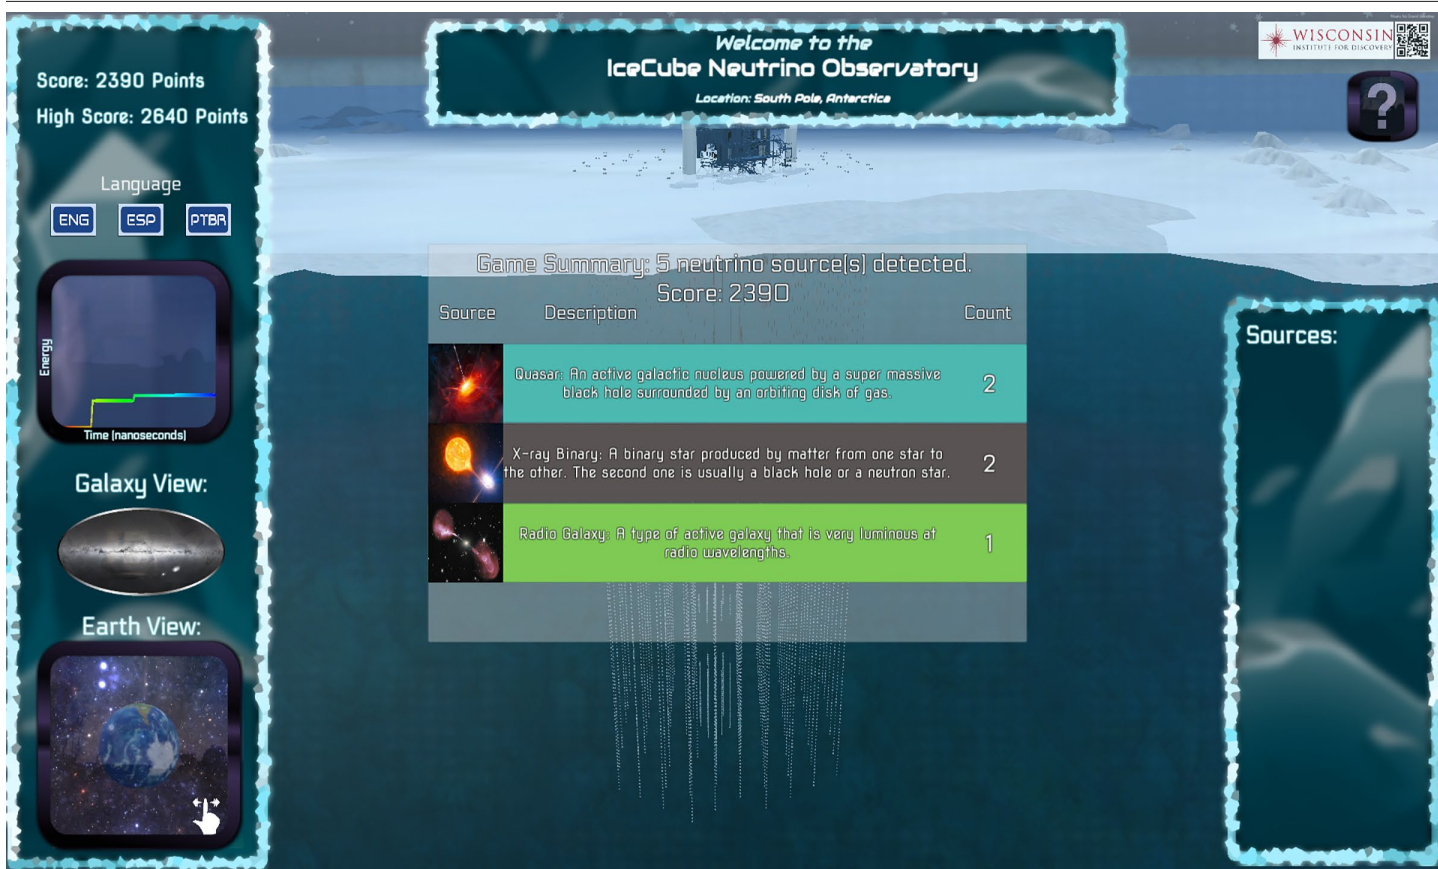 Score: 2390 Points
High Score: 2640 Points
Language
ENG ESP PTBR
Energy
Time (nanoseconds)
Galaxy View:
Earth View:
Welcome to the
IceCube Neutrino Observatory
Location: South Pole, Antarctica
Game Summary: 5 neutrino source(s) detected.
Score: 2390
Source Description Count
Quasar: An active galactic nucleus powered by a super massive
black hole surrounded by an orbiting disk of gas.
2
X-ray Binary: A binary star produced by matter from one star to
the other. The second one is usually a black hole or a neutron star.
2
Radio Galaxy: A type of active galaxy that is very luminous at
radio wavelengths.
1
WISCONSIN
INSTITUTE FOR DISCOVERY
?
Sources: